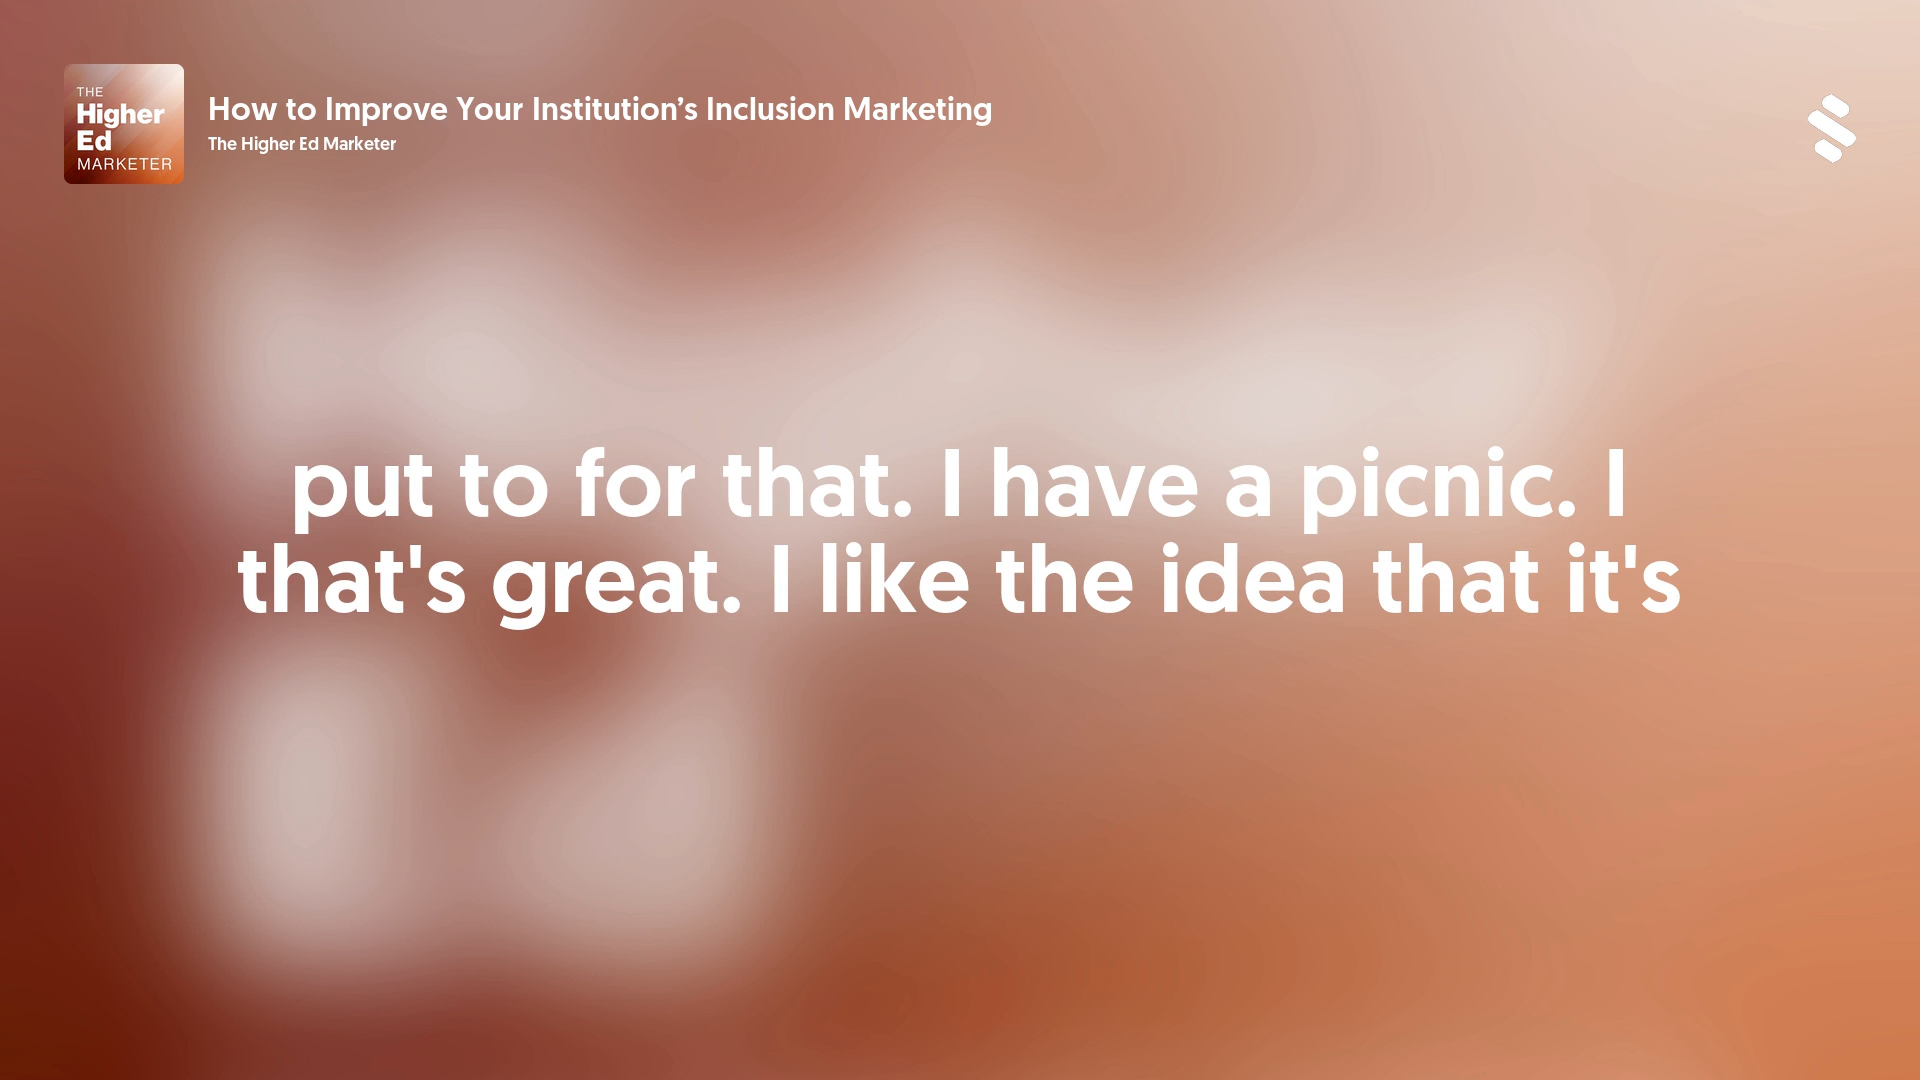 THE
Higher
Ed
MARKETER
How to Improve Your Institution’s Inclusion Marketing
The Higher Ed Marketer
put to for that. I have a picnic. I
that's great. I like the idea that it's